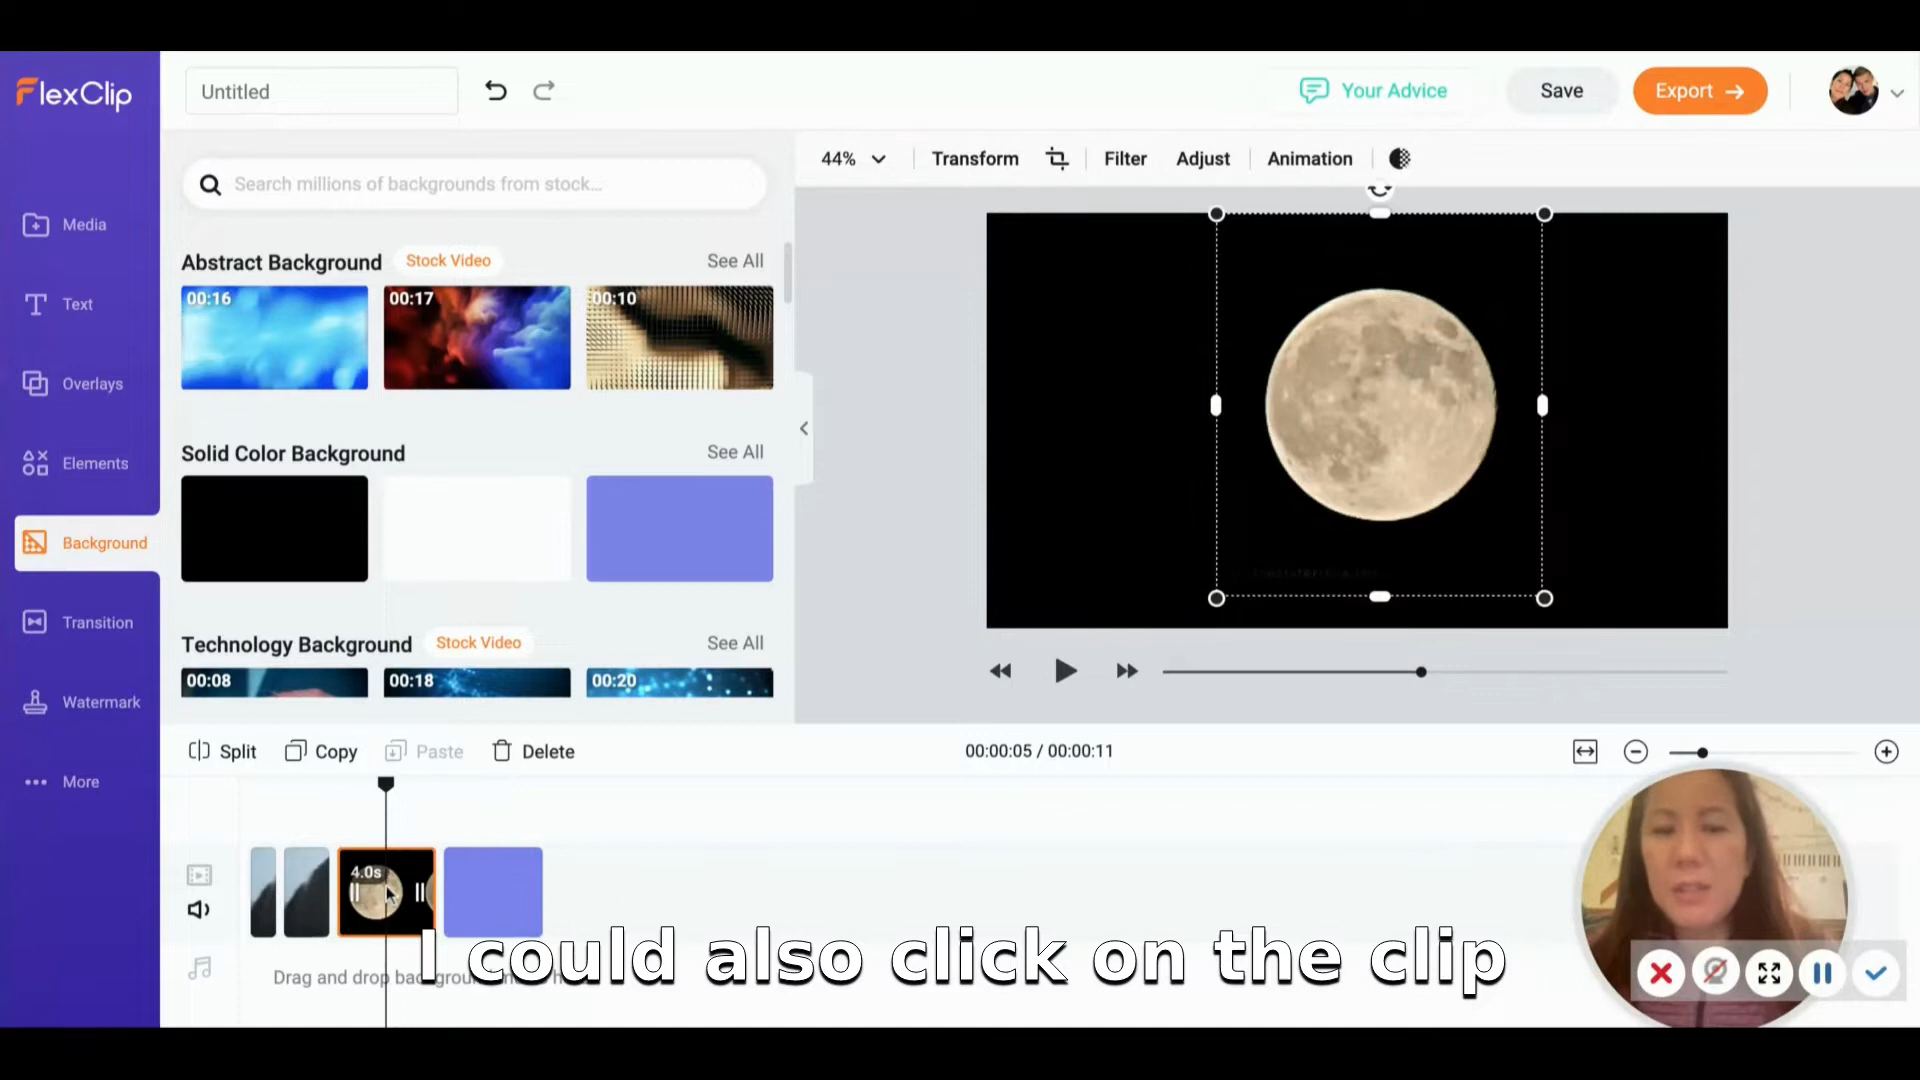 FlexClip
Untitled
Your Advice
Save
Export
44%
Transform
Filter
Adjust
Animation
Search millions of backgrounds from stock...
Media
Text
Overlays
Elements
Background
Transition
Watermark
More
Abstract Background
Stock Video
See All
00:16
00:17
00:10
Solid Color Background
See All
Technology Background
Stock Video
See All
00:08
00:18
00:20
Split
Copy
Paste
Delete
00:00:05 / 00:00:11
4.0s
I could also click on the clip
Drag and drop